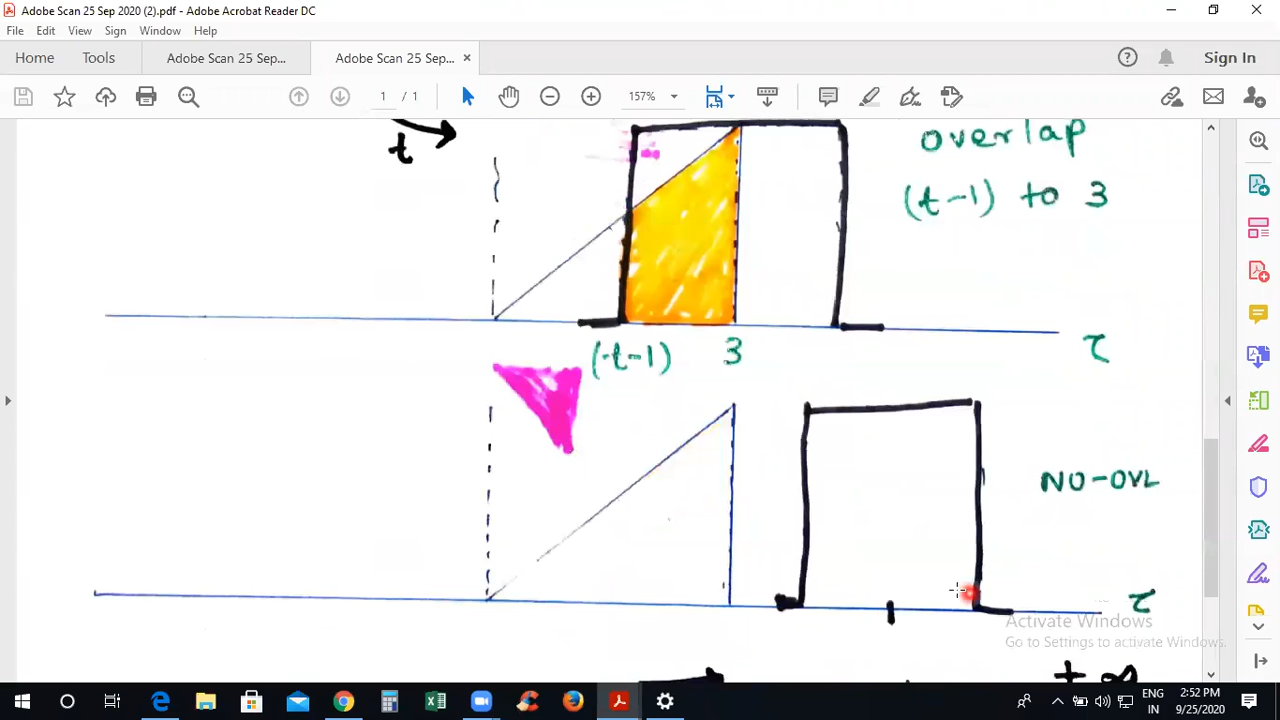 Adobe Scan 25 Sep 2020 (2).pdf - Adobe Acrobat Reader DC
File Edit View Sign Window Help
Home Tools Adobe Scan 25 Sep... Adobe Scan 25 Sep... × Sign In
1 / 1 157%
t
overlap
(t-1) to 3
(t-1) 3 τ
NO-OVL
τ
Activate Windows
Go to Settings to activate Windows.
+∞
ENG 2:52 PM
IN 9/25/2020